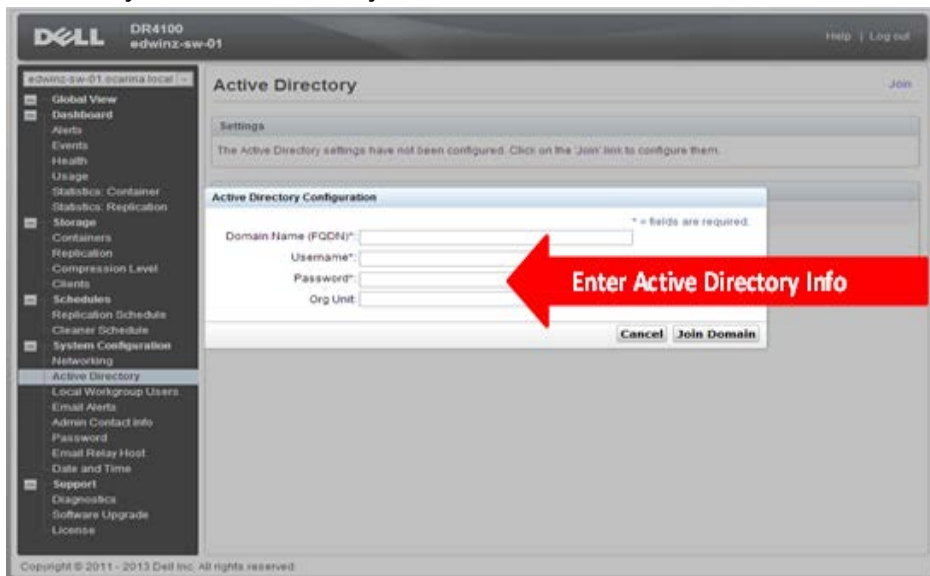 DELL
DR4100
edwinz-sw-01
Help | Log out
edwinz-sw-01.ocarina.local
Global View
Dashboard
Alerts
Events
Health
Usage
Statistics: Container
Statistics: Replication
Storage
Containers
Replication
Compression Level
Clients
Schedules
Replication Schedule
Cleaner Schedule
System Configuration
Networking
Active Directory
Local Workgroup Users
Email Alerts
Admin Contact Info
Password
Email Relay Host
Date and Time
Support
Diagnostics
Software Upgrade
License
Active Directory
Join
Settings
The Active Directory settings have not been configured. Click on the 'Join' link to configure them.
Active Directory Configuration
* = fields are required.
Domain Name (FQDN)*:
Username*:
Password*:
Org Unit:
Enter Active Directory Info
Cancel Join Domain
Copyright © 2011 - 2013 Dell Inc. All rights reserved.